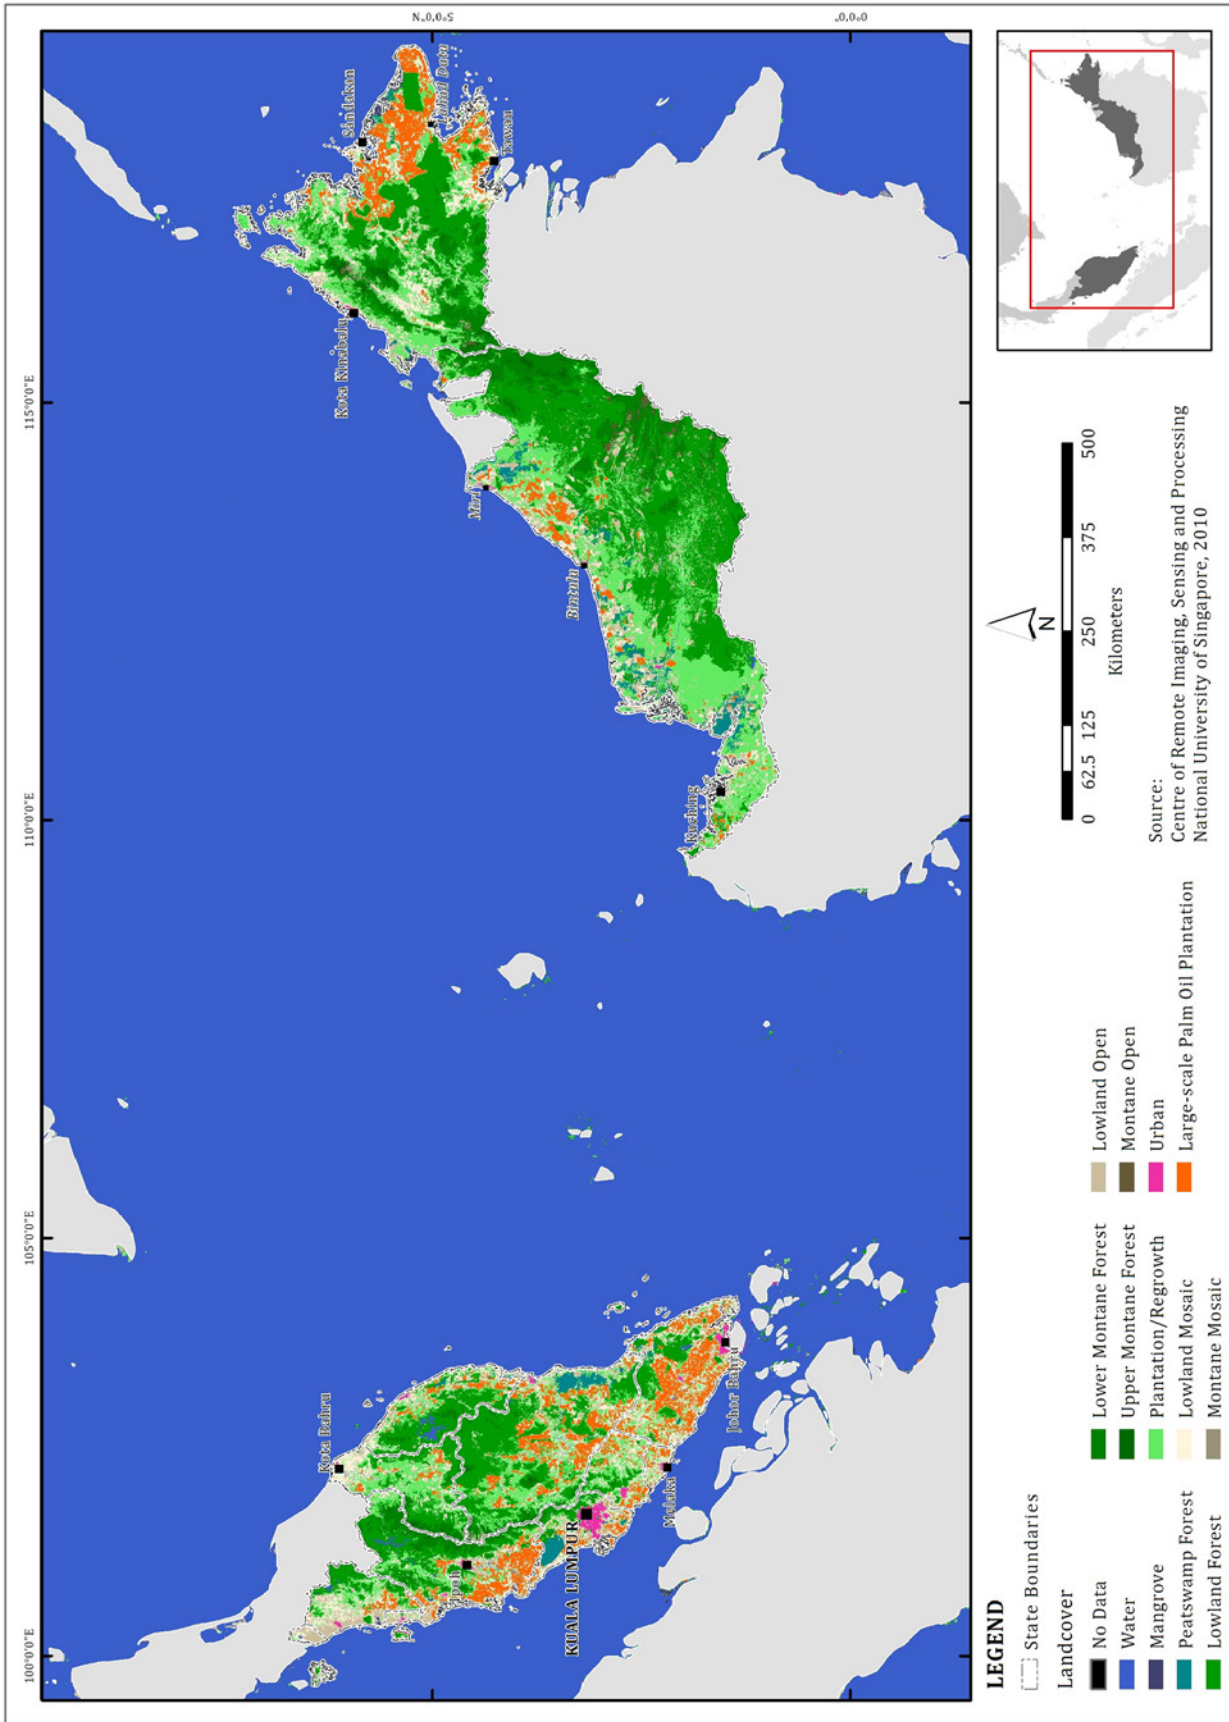 100°0'0"E
105°0'0"E
110°0'0"E
115°0'0"E
5°0'0"N
0°0'0"
Kota Bahru
Ipoh
KUALA LUMPUR
Melaka
Johor Bahru
Kuching
Bintulu
Miri
Kota Kinabalu
Sandakan
Lahad Datu
Tawau
LEGEND
State Boundaries
Landcover
No Data
Water
Mangrove
Peatswamp Forest
Lowland Forest
Lower Montane Forest
Upper Montane Forest
Plantation/Regrowth
Lowland Mosaic
Montane Mosaic
Lowland Open
Montane Open
Urban
Large-scale Palm Oil Plantation
N
0 62.5 125 250 375 500
Kilometers
Source:
Centre of Remote Imaging, Sensing and Processing
National University of Singapore, 2010